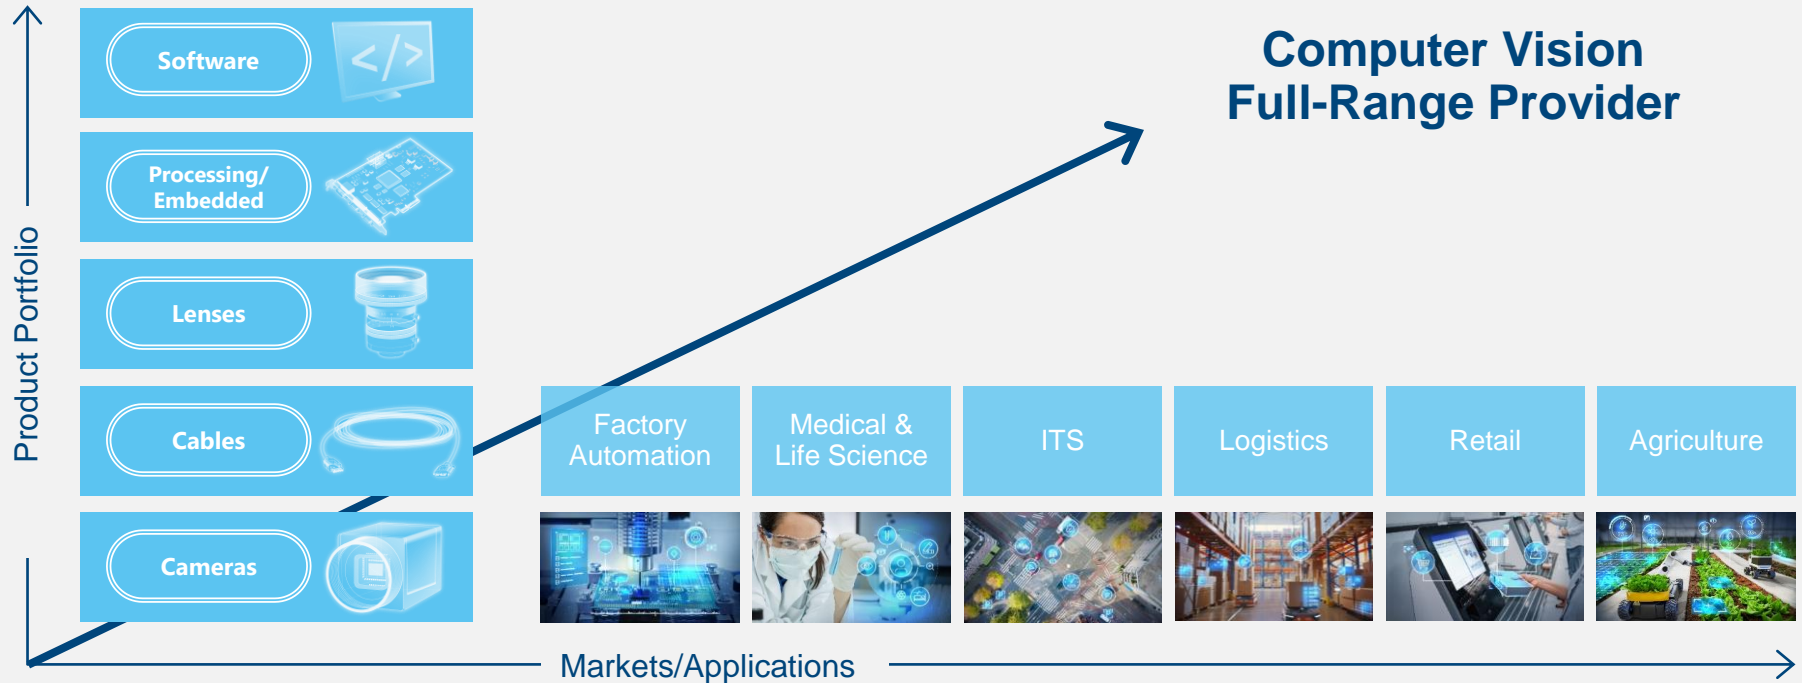 Computer Vision
Full-Range Provider
Product Portfolio
Software
</>
Processing/
Embedded
Lenses
Cables
Cameras
Factory
Automation
Medical &
Life Science
ITS
Logistics
Retail
Agriculture
Markets/Applications